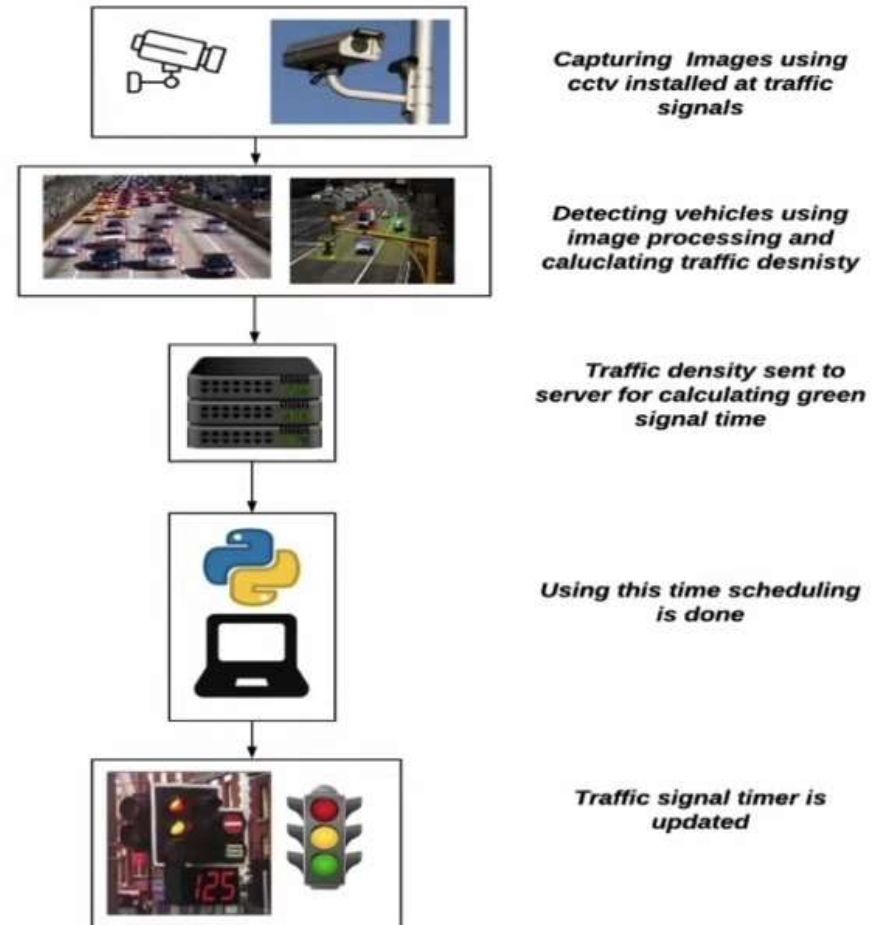 Capturing Images using
cctv installed at traffic
signals
Detecting vehicles using
image processing and
caluclating traffic desnisty
Traffic density sent to
server for calculating green
signal time
Using this time scheduling
is done
125
Traffic signal timer is
updated